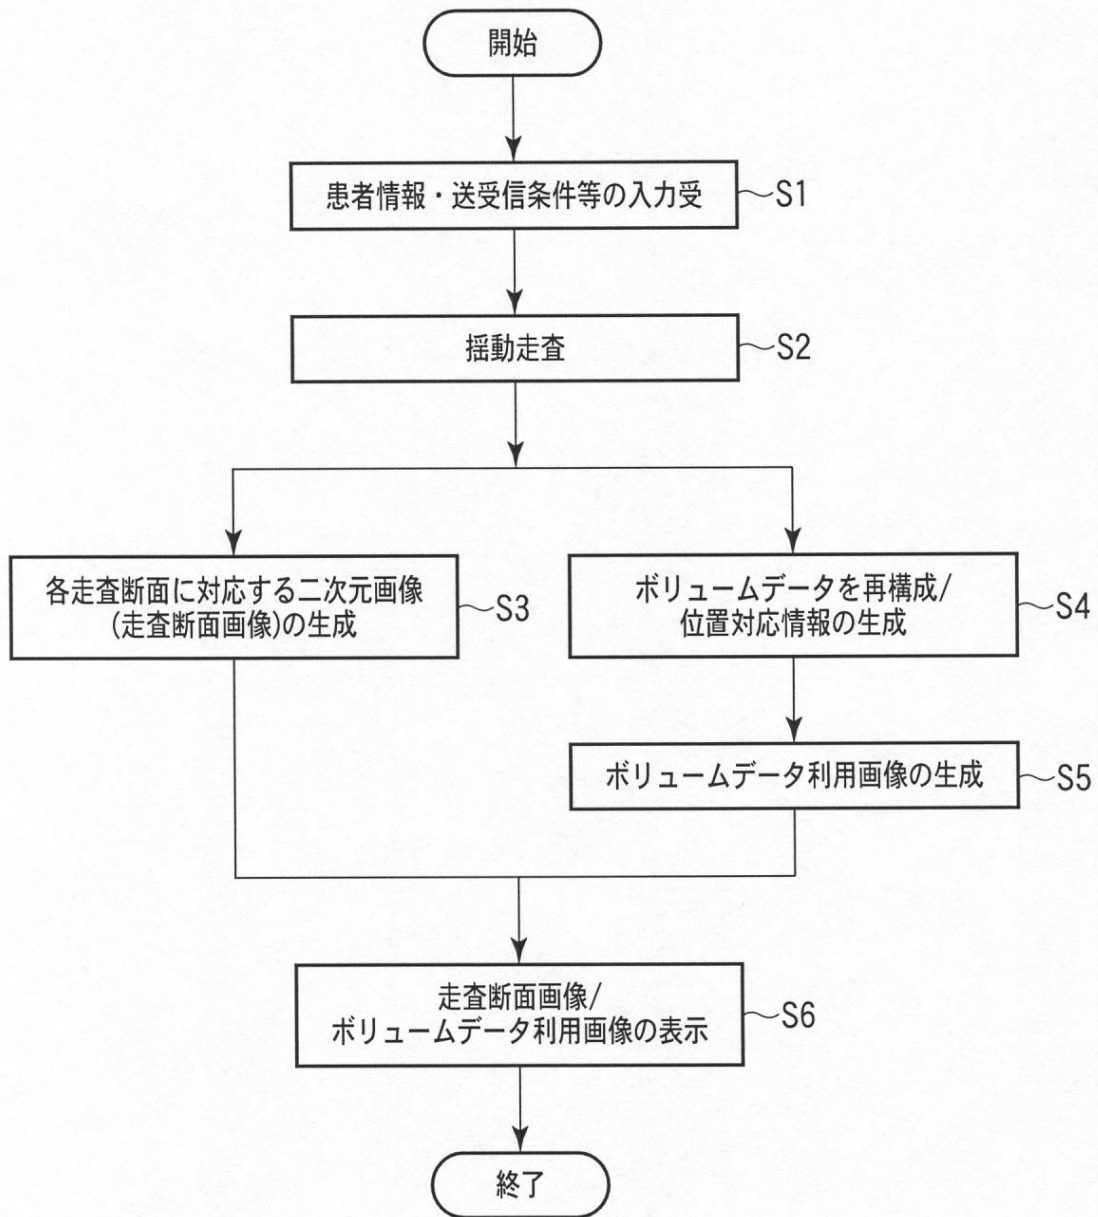 開始
患者情報・送受信条件等の入力受
S1
揺動走査
S2
各走査断面に対応する二次元画像
(走査断面画像)の生成
S3
ボリュームデータを再構成/
位置対応情報の生成
S4
ボリュームデータ利用画像の生成
S5
走査断面画像/
ボリュームデータ利用画像の表示
S6
終了